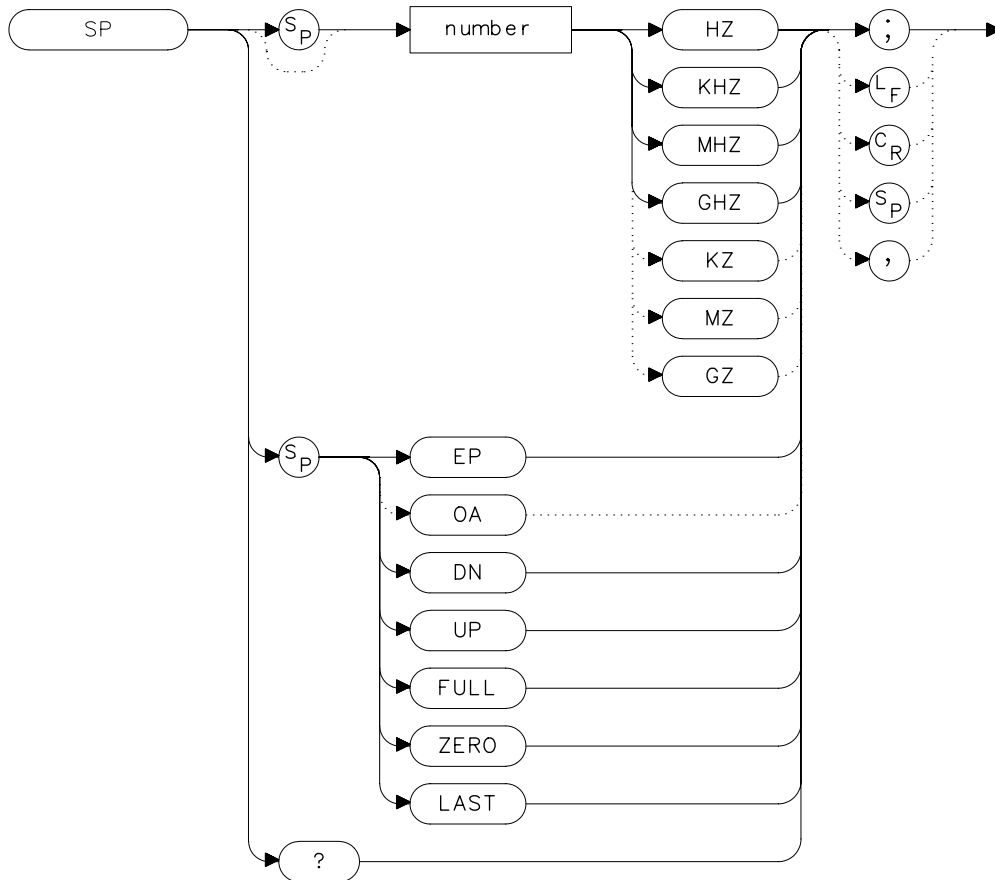 SP
SP
number
HZ
;
KHZ
LF
MHZ
CR
GHZ
SP
KZ
,
MZ
GZ
SP
EP
OA
DN
UP
FULL
ZERO
LAST
?